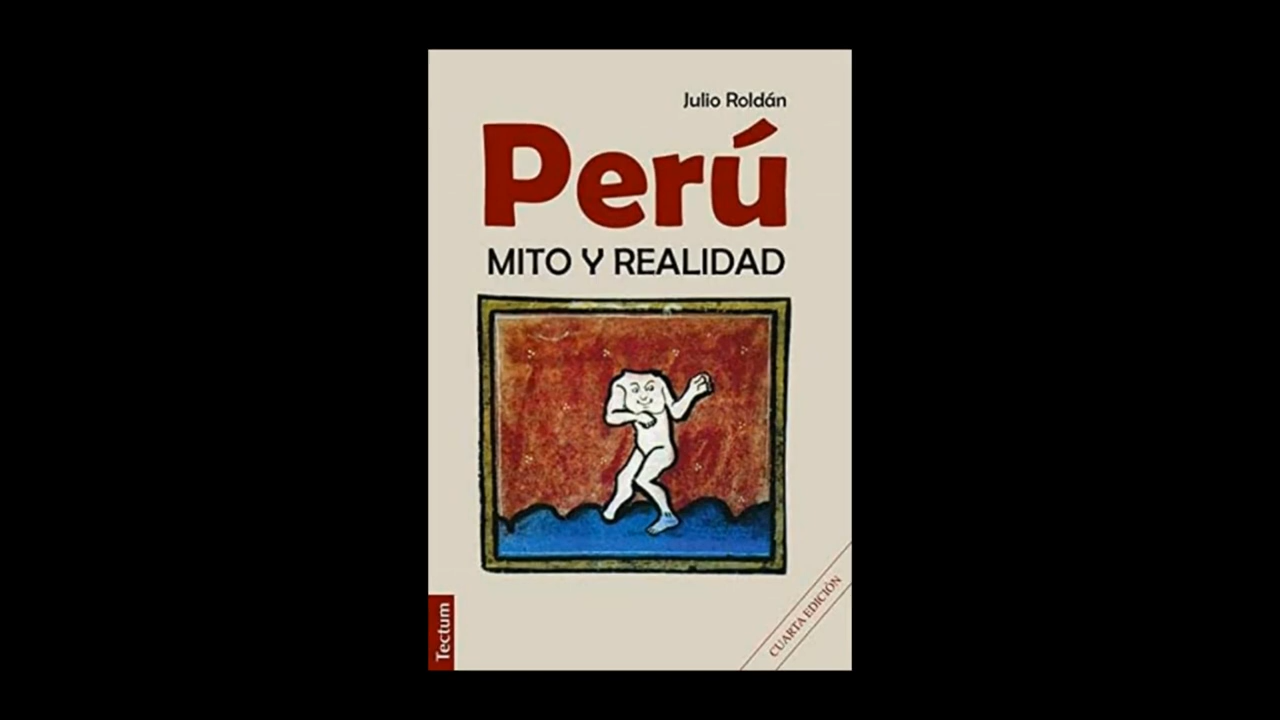 Julio Roldán
Perú
MITO Y REALIDAD
Tectum
CUARTA EDICIÓN